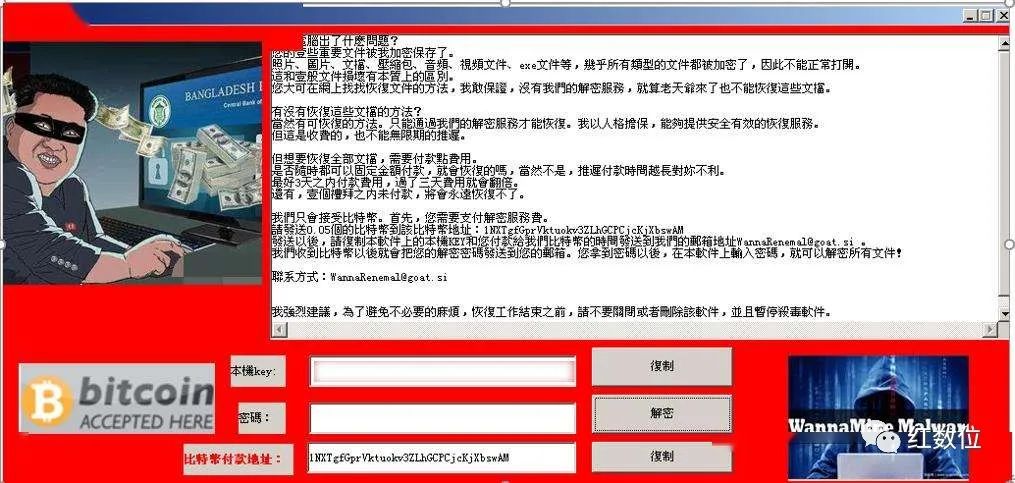 電腦出了什麽問題？
您的壹些重要文件被我加密保存了。
照片、圖片、文檔、壓縮包、音頻、視頻文件、exe文件等，幾乎所有類型的文件都被加密了，因此不能正常打開。
這和壹般文件損壞有本質上的區別。
您大可在網上找找恢復文件的方法，我敢保證，沒有我們的解密服務，就算老天爺來了也不能恢復這些文檔。
有沒有恢復這些文檔的方法？
當然有可恢復的方法。只能通過我們的解密服務才能恢復。我以人格擔保，能夠提供安全有效的恢復服務。
但這是收費的，也不能無限期的推遲。
但想要恢復全部文檔，需要付款點費用。
是否隨時都可以固定金額付款，就會恢復的嗎，當然不是，推遲付款時間越長對妳不利。
最好3天之內付款費用，過了三天費用就會翻倍。
還有，壹個禮拜之內未付款，將會永遠恢復不了。
我們只會接受比特幣。首先，您需要支付解密服務費。
請發送0.05個的比特幣到該比特幣地址：1NXTgfGprVktuokv3ZLhGCPCjcKjXbswAM
發送以後，請復制本軟件上的本機KEY和您付款給我們比特幣的時間發送到我們的郵箱地址WannaRenemal@goat.si 。
我們收到比特幣以後就會把您的解密密碼發送到您的郵箱。您拿到密碼以後，在本軟件上輸入密碼，就可以解密所有文件!
聯系方式：WannaRenemal@goat.si
我強烈建議，為了避免不必要的麻煩，恢復工作結束之前，請不要關閉或者刪除該軟件，並且暫停殺毒軟件。
BANGLADESH
Central Bank of
bitcoin
ACCEPTED HERE
本機key:
復制
密碼：
解密
比特幣付款地址：
1NXTgfGprVktuokv3ZLhGCPCjcKjXbswAM
復制
WannaMine Malwar
红数位